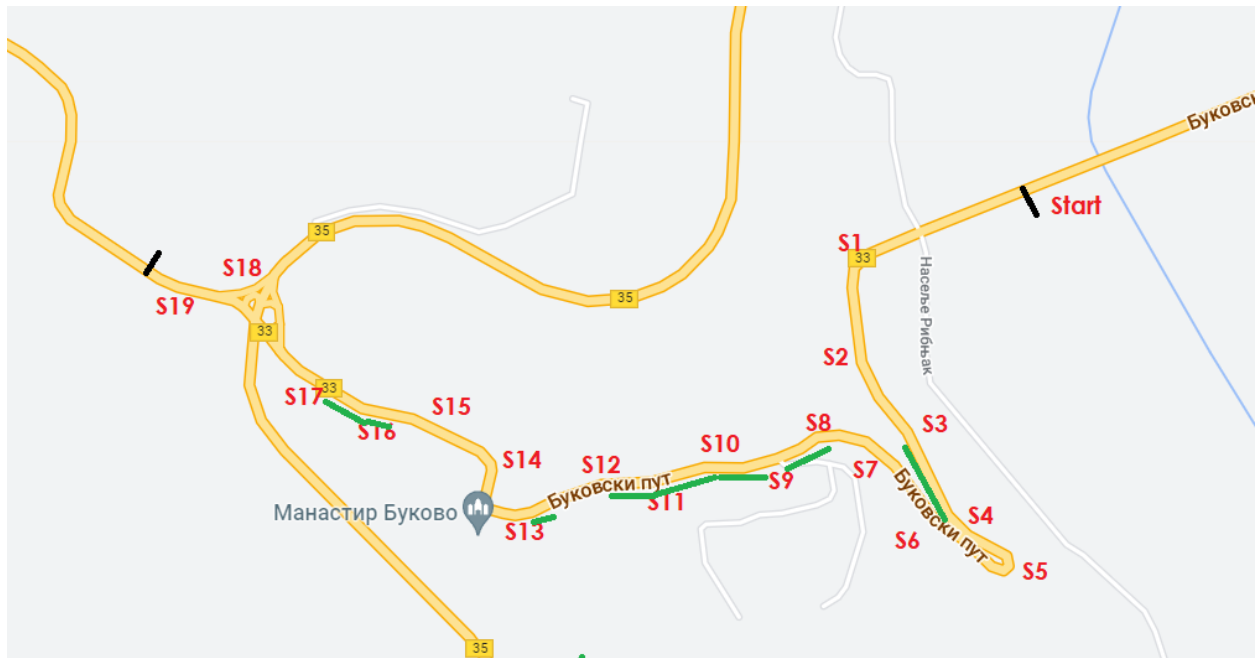 Буковск
Start
S1
33
35
S18
35
Насеље Рибњак
S19
33
S2
33
S17
S15
S16
S3
S8
S10
S7
S14
S12
S9
Буковски пут
Буковски пут
S11
Манастир Буково
S4
S13
S6
S5
35